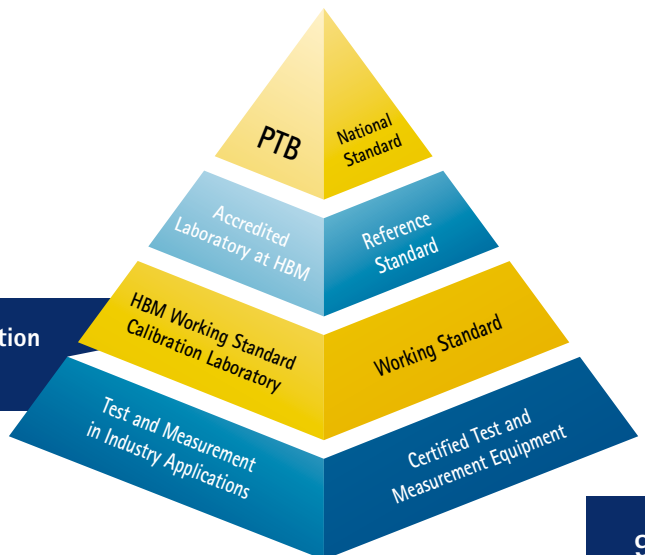 PTB
National
Standard
Accredited
Laboratory at HBM
Reference
Standard
HBM Working Standard
Calibration Laboratory
Working Standard
Test and Measurement
in Industry Applications
Certified Test and
Measurement Equipment